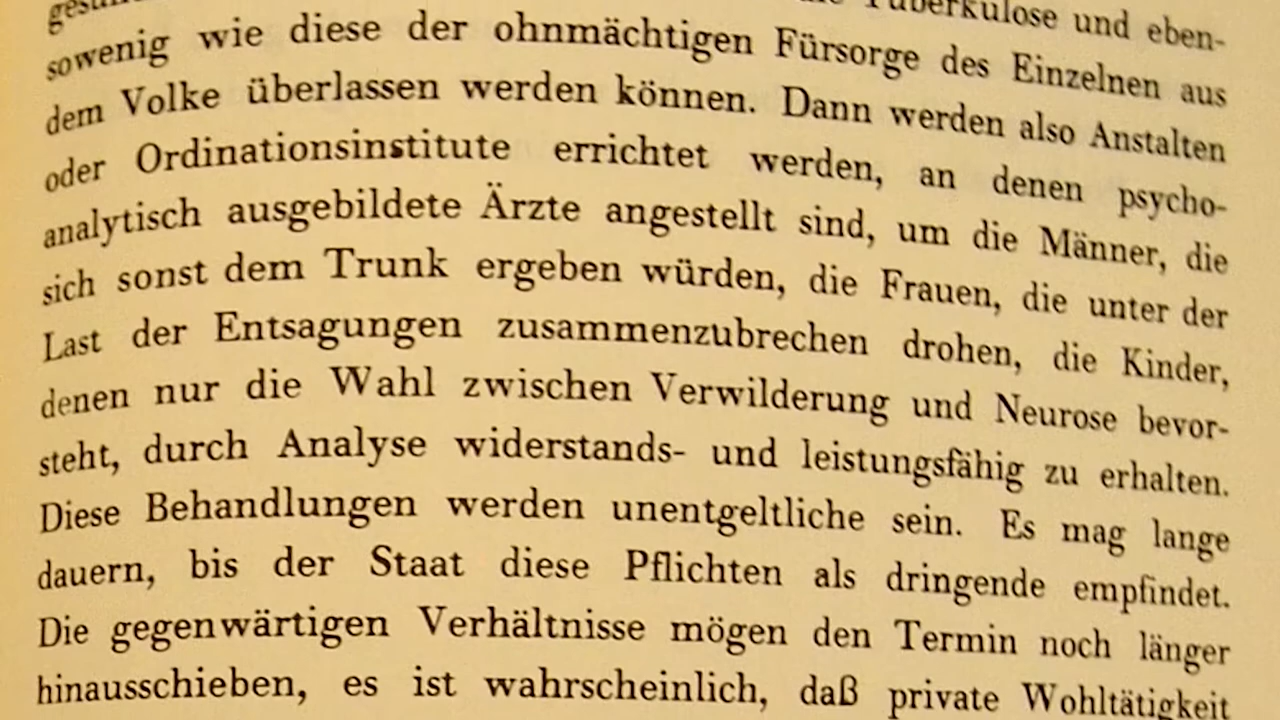 Tuberkulose und eben-
sowenig wie diese der ohnmächtigen Fürsorge des Einzelnen aus
dem Volke überlassen werden können. Dann werden also Anstalten
oder Ordinationsinstitute errichtet werden, an denen psycho-
analytisch ausgebildete Ärzte angestellt sind, um die Männer, die
sich sonst dem Trunk ergeben würden, die Frauen, die unter der
Last der Entsagungen zusammenzubrechen drohen, die Kinder,
denen nur die Wahl zwischen Verwilderung und Neurose bevor-
steht, durch Analyse widerstands- und leistungsfähig zu erhalten.
Diese Behandlungen werden unentgeltliche sein. Es mag lange
dauern, bis der Staat diese Pflichten als dringende empfindet.
Die gegenwärtigen Verhältnisse mögen den Termin noch länger
hinausschieben, es ist wahrscheinlich, daß private Wohltätigkeit